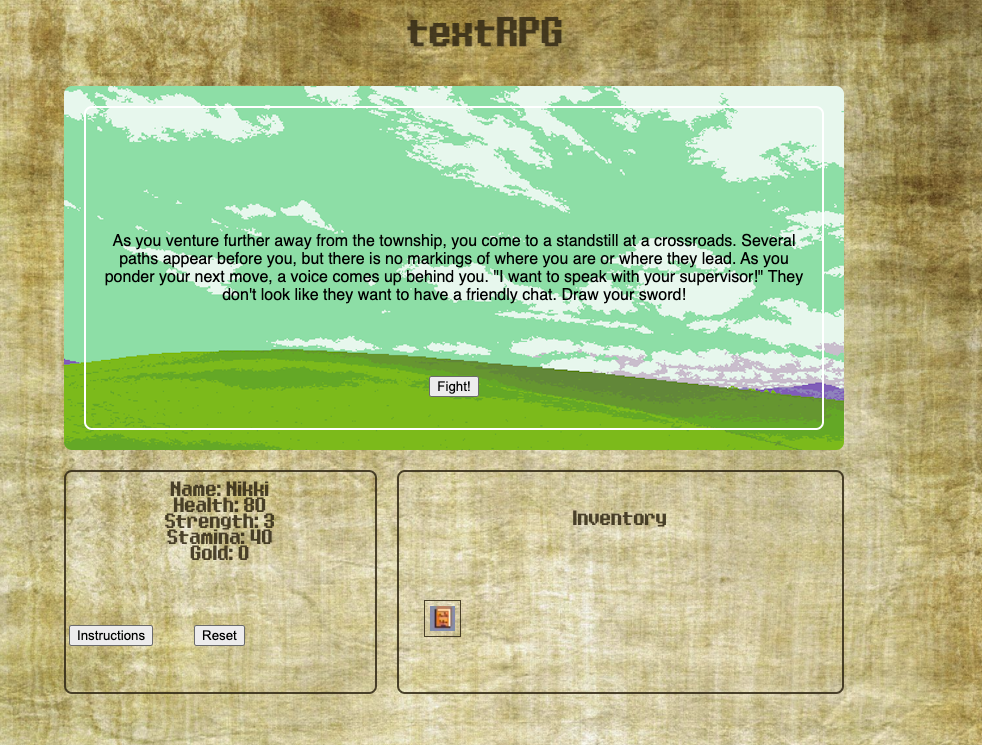 textRPG
As you venture further away from the township, you come to a standstill at a crossroads. Several
paths appear before you, but there is no markings of where you are or where they lead. As you
ponder your next move, a voice comes up behind you. "I want to speak with your supervisor!" They
don't look like they want to have a friendly chat. Draw your sword!
Fight!
Name: Nikki
Health: 80
Strength: 3
Stamina: 40
Gold: 0
Instructions
Reset
Inventory